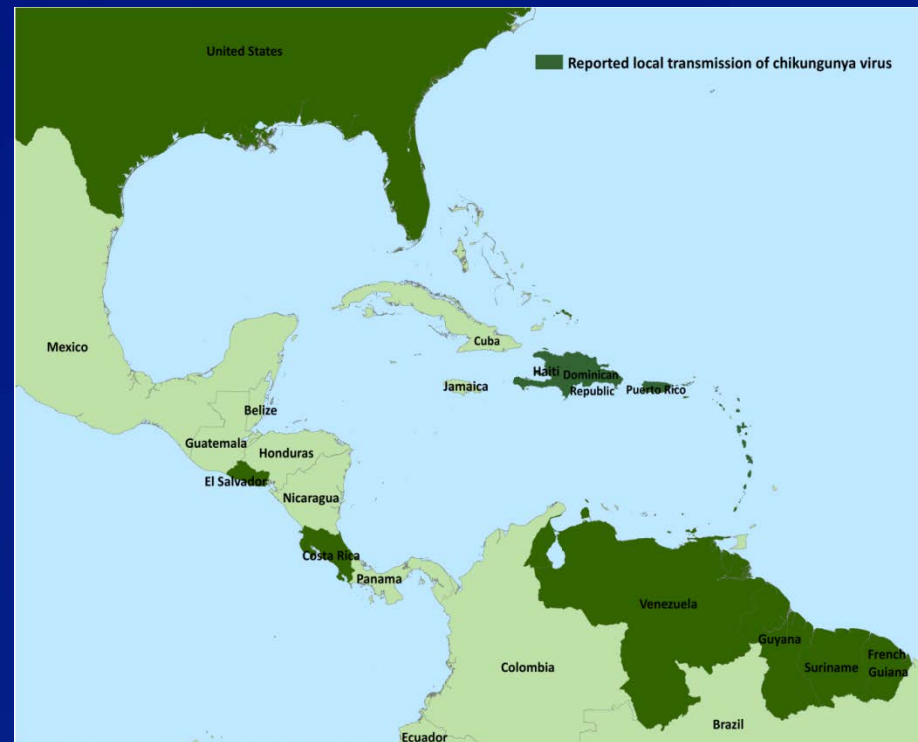 United States
Reported local transmission of chikungunya virus
Mexico
Cuba
Haiti
Dominican
Republic
Jamaica
Puerto Rico
Belize
Guatemala
Honduras
El Salvador
Nicaragua
Costa Rica
Panama
Venezuela
Guyana
Suriname
French
Guiana
Colombia
Brazil
Ecuador